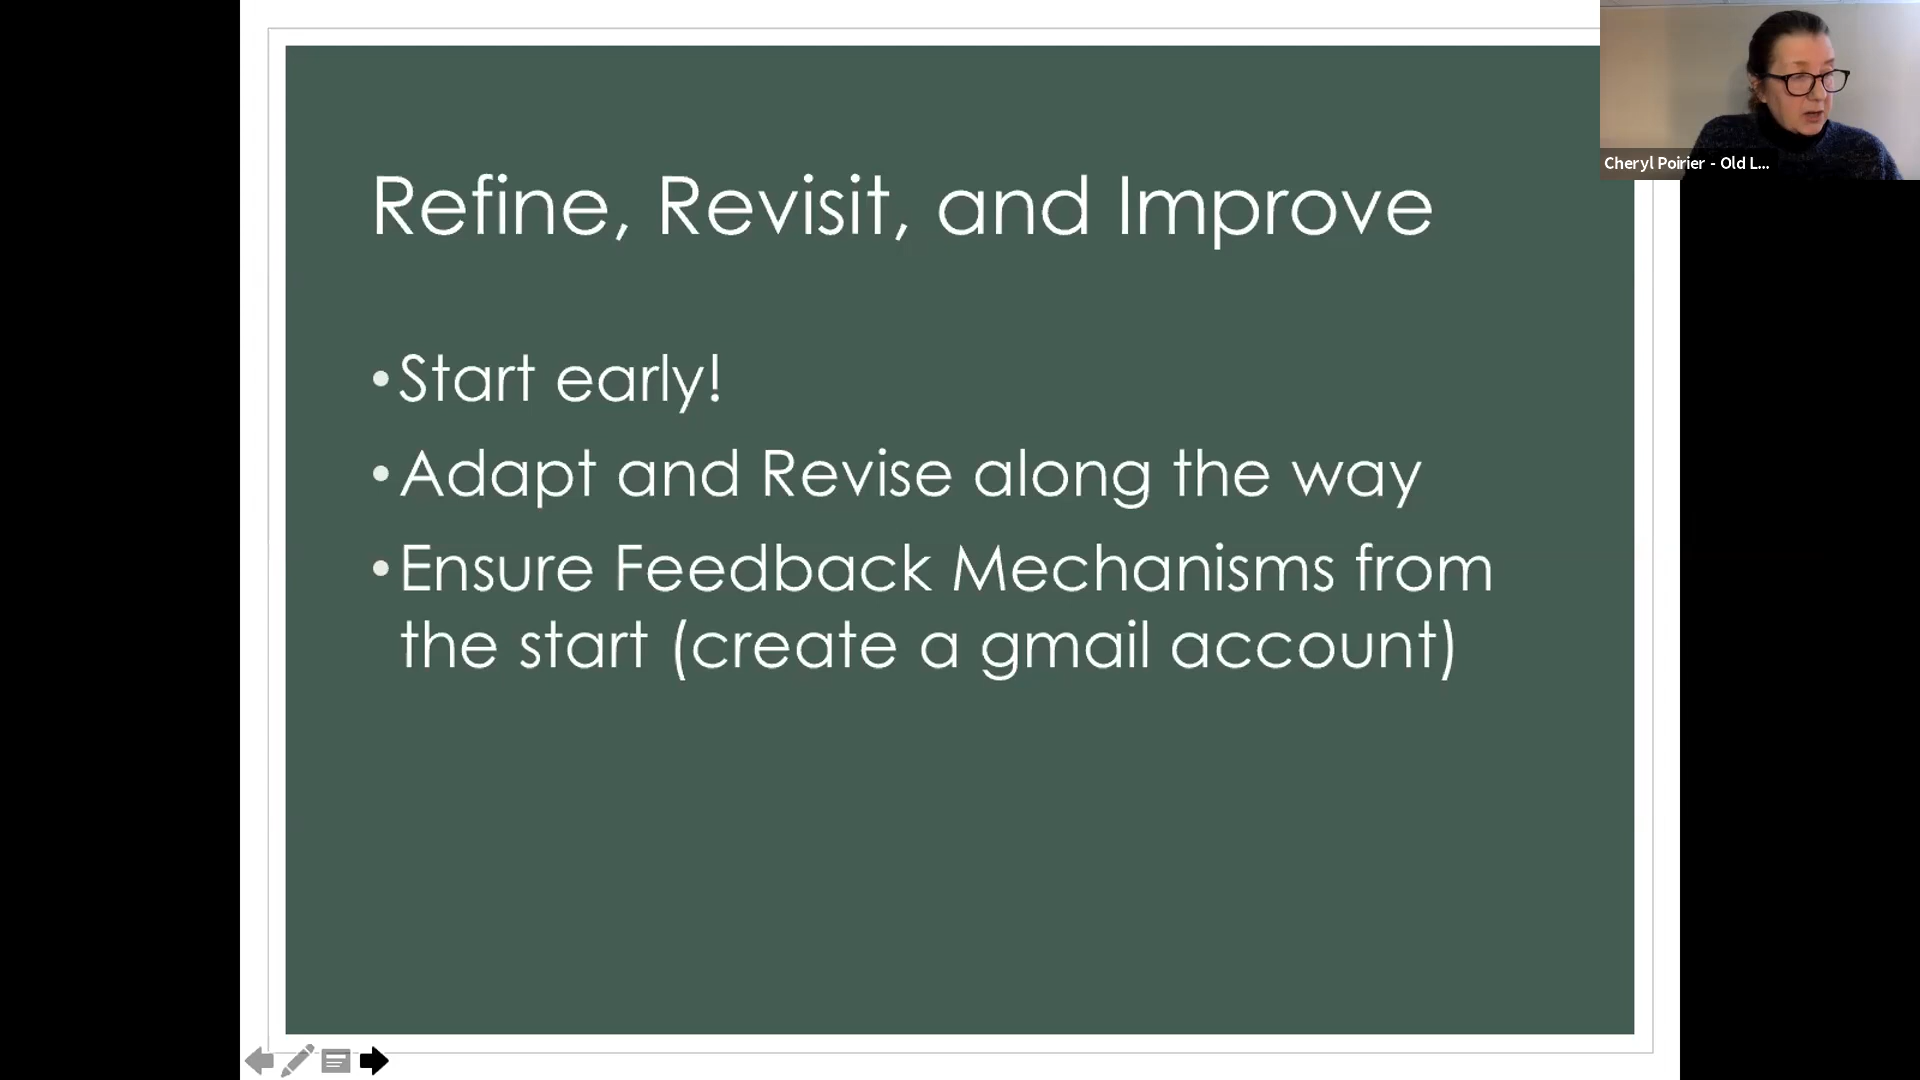 Refine, Revisit, and Improve
• Start early!
• Adapt and Revise along the way
• Ensure Feedback Mechanisms from
the start (create a gmail account)
Cheryl Poirier - Old L...